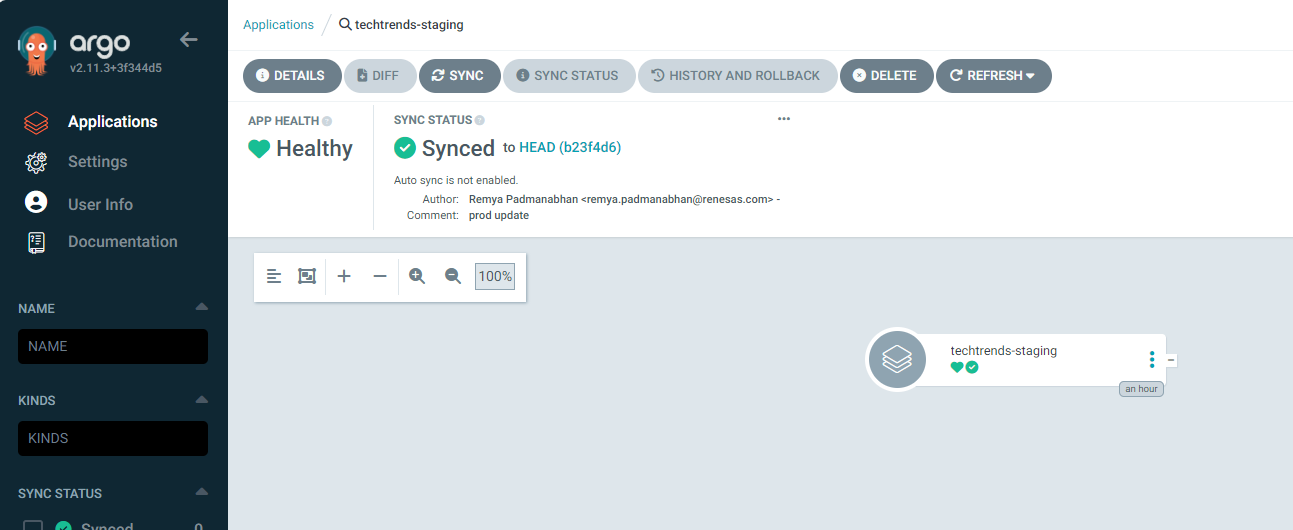 Applications / techtrends-staging
argo
v2.11.3+3f344d5
DETAILS DIFF SYNC SYNC STATUS HISTORY AND ROLLBACK DELETE REFRESH
Applications
Settings
User Info
Documentation
NAME
NAME
KINDS
KINDS
SYNC STATUS
Synced 0
APP HEALTH
Healthy
SYNC STATUS
Synced to HEAD (b23f4d6)
Auto sync is not enabled.
Author: Remya Padmanabhan <remya.padmanabhan@renesas.com> -
Comment: prod update
100%
techtrends-staging
an hour